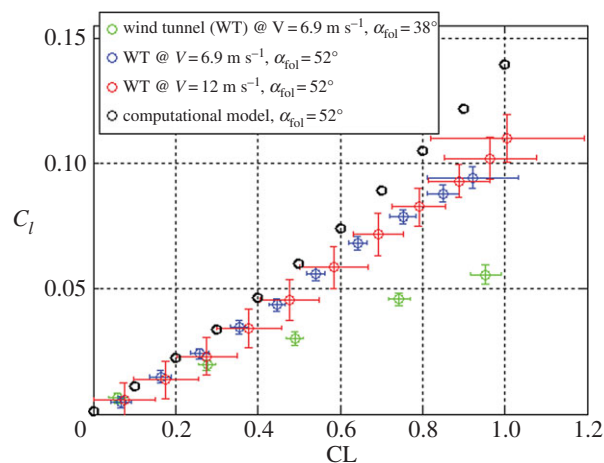 0.15
wind tunnel (WT) @ V = 6.9 m s⁻¹, α_fol = 38°
WT @ V = 6.9 m s⁻¹, α_fol = 52°
WT @ V = 12 m s⁻¹, α_fol = 52°
computational model, α_fol = 52°
0.10
C_l
0.05
0 0.2 0.4 0.6 0.8 1.0 1.2
CL